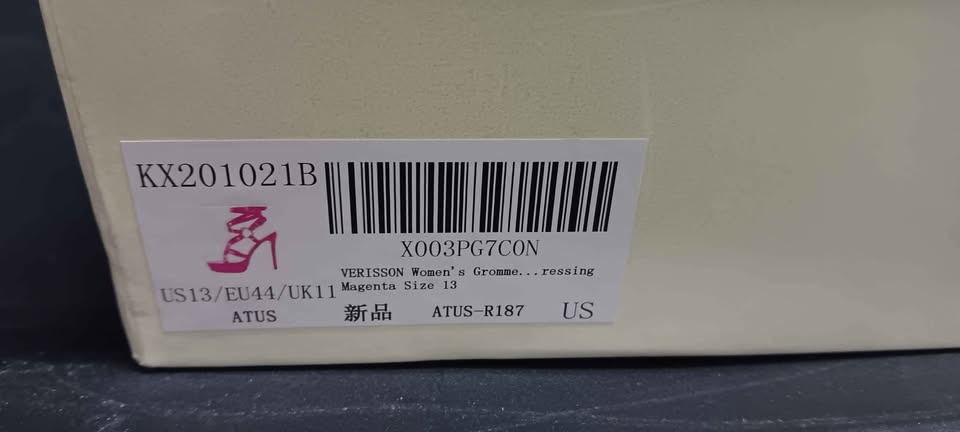 KX201021B
X003PG7C0N
VERISSON Women's Gromme...ressing
Magenta Size 13
US13/EU44/UK11
ATUS
新品
ATUS-R187
US